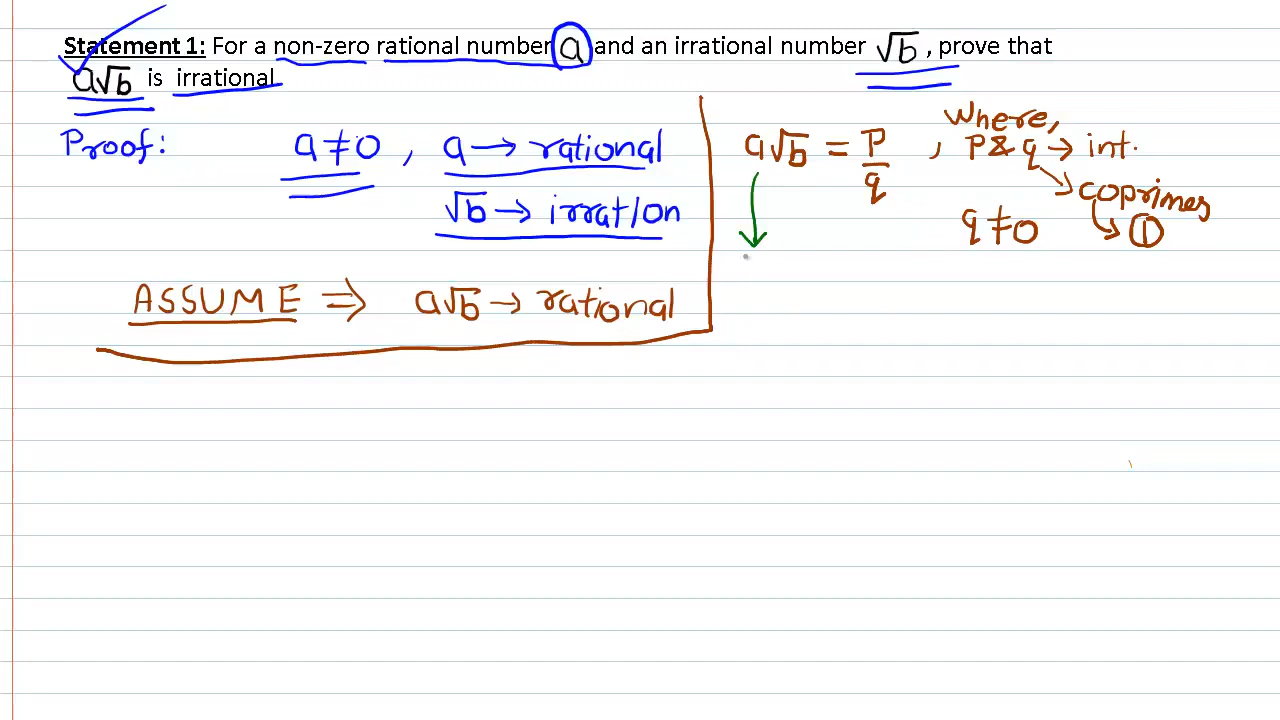 Statement 1: For a non-zero rational number a and an irrational number √b, prove that
a√b is irrational
Proof: a ≠ 0, a → rational
√b → irration
ASSUME ⇒ a√b → rational
a√b = P/q, where,
P & q → int.
coprimes
q ≠ 0 ①